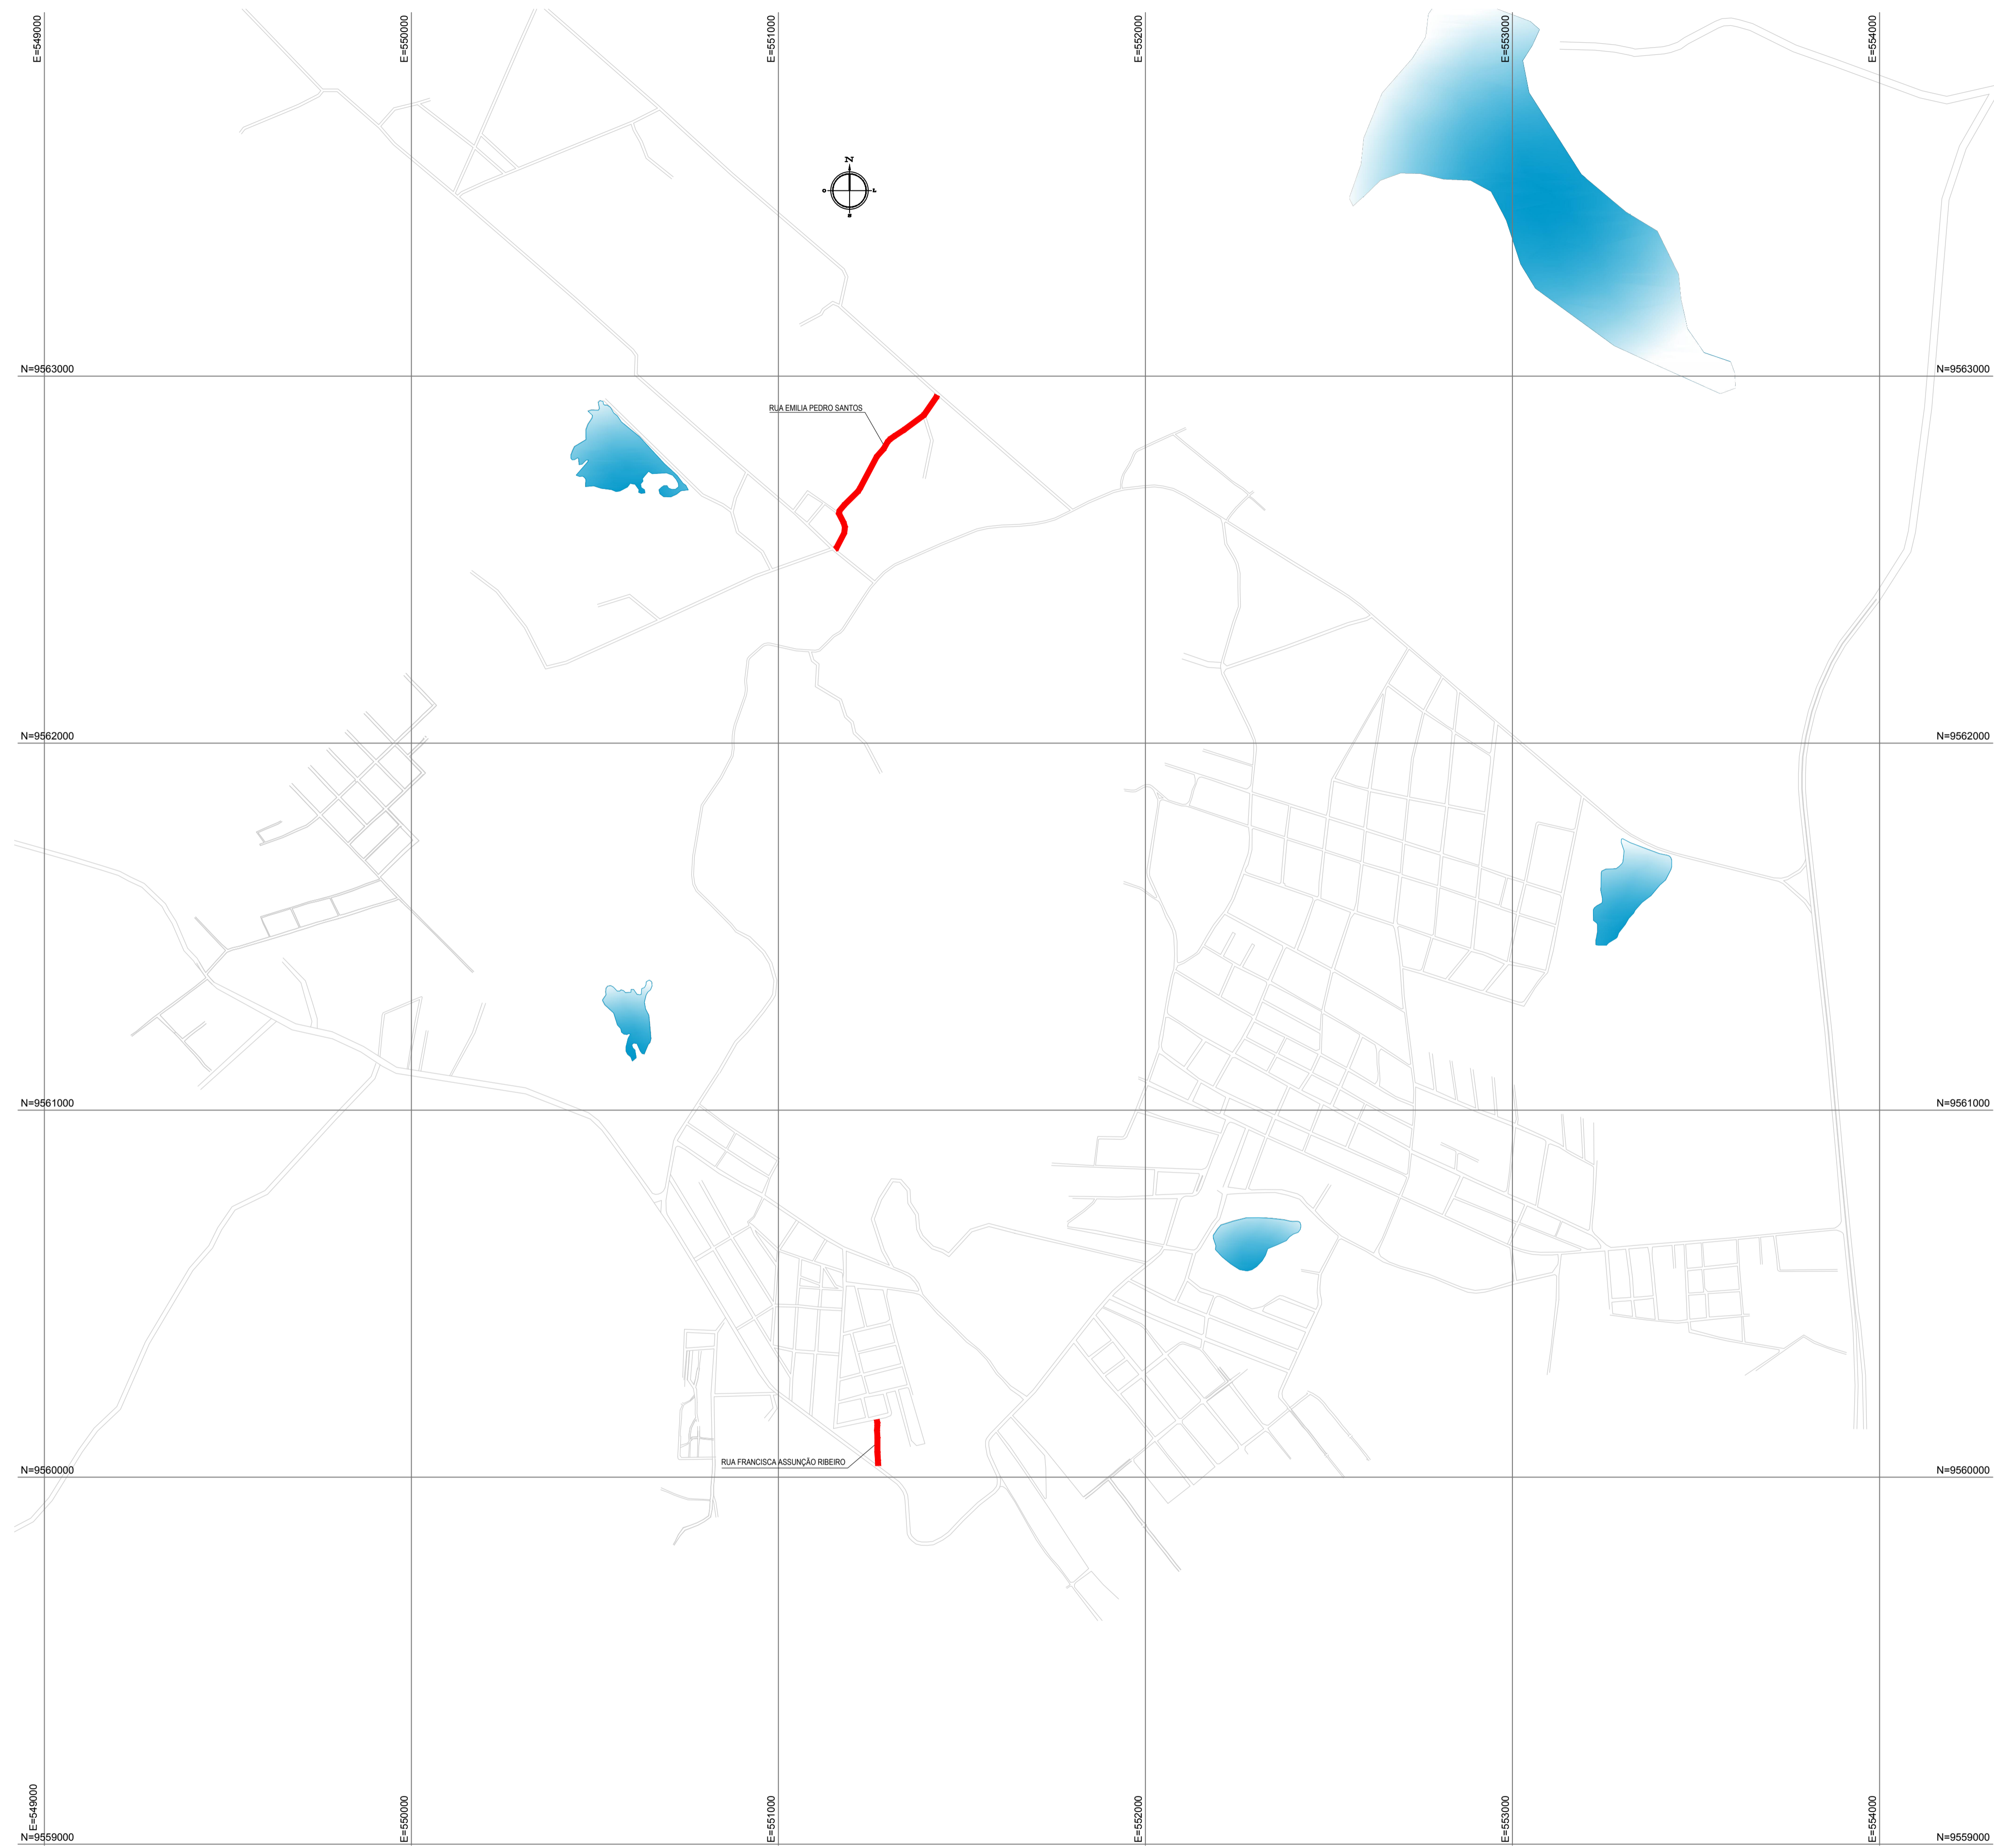 E=549000
E=550000
E=551000
E=552000
E=553000
E=554000
N
O
L
S
N=9563000
N=9563000
RUA EMILIA PEDRO SANTOS
N=9562000
N=9562000
N=9561000
N=9561000
RUA FRANCISCA ASSUNÇÃO RIBEIRO
N=9560000
N=9560000
E=549000
E=550000
E=551000
E=552000
E=553000
E=554000
N=9559000
N=9559000